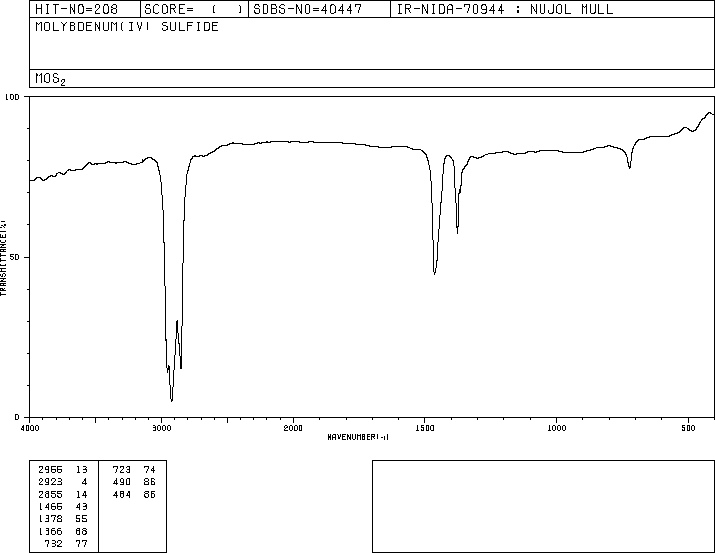 HIT-NO=208 SCORE= ( ) SDBS-NO=40447 IR-NIDA-70944 : NUJOL MULL
MOLYBDENUM(IV) SULFIDE
MOS2
100
50
0
TRANSMITTANCE(%)
4000 3000 2000 1500 1000 500
WAVENUMBER(-1)
2955 13 723 74
2923 4 490 86
2855 14 484 86
1465 43
1378 55
1366 66
732 77